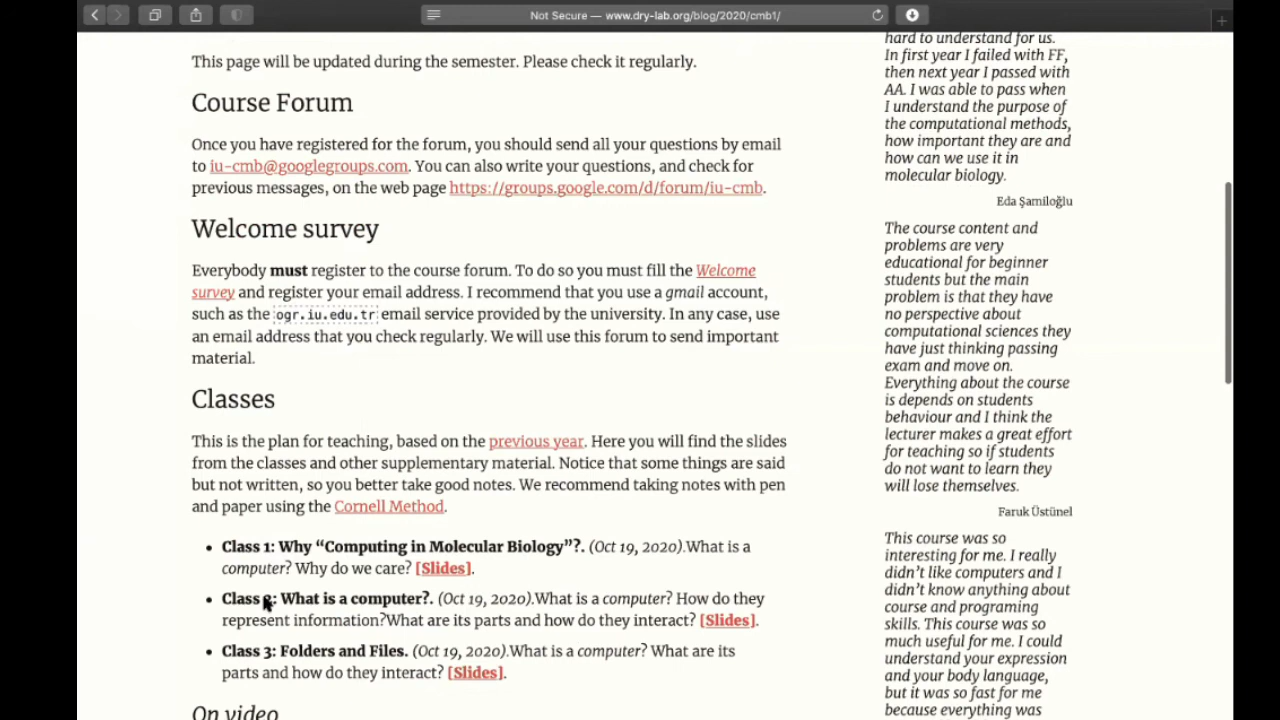 Not Secure — www.dry-lab.org/blog/2020/cmb1/
This page will be updated during the semester. Please check it regularly.
Course Forum
Once you have registered for the forum, you should send all your questions by email
to iu-cmb@googlegroups.com. You can also write your questions, and check for
previous messages, on the web page https://groups.google.com/d/forum/iu-cmb.
Welcome survey
Everybody must register to the course forum. To do so you must fill the Welcome
survey and register your email address. I recommend that you use a gmail account,
such as the ogr.iu.edu.tr email service provided by the university. In any case, use
an email address that you check regularly. We will use this forum to send important
material.
Classes
This is the plan for teaching, based on the previous year. Here you will find the slides
from the classes and other supplementary material. Notice that some things are said
but not written, so you better take good notes. We recommend taking notes with pen
and paper using the Cornell Method.
• Class 1: Why “Computing in Molecular Biology”?. (Oct 19, 2020).What is a
computer? Why do we care? [Slides].
• Class 2: What is a computer?. (Oct 19, 2020).What is a computer? How do they
represent information?What are its parts and how do they interact? [Slides].
• Class 3: Folders and Files. (Oct 19, 2020).What is a computer? What are its
parts and how do they interact? [Slides].
On video
hard to understand for us.
In first year I failed with FF,
then next year I passed with
AA. I was able to pass when
I understand the purpose of
the computational methods,
how important they are and
how can we use it in
molecular biology.
Eda Şamiloğlu
The course content and
problems are very
educational for beginner
students but the main
problem is that they have
no perspective about
computational sciences they
have just thinking passing
exam and move on.
Everything about the course
is depends on students
behaviour and I think the
lecturer makes a great effort
for teaching so if students
do not want to learn they
will lose themselves.
Faruk Üstünel
This course was so
interesting for me. I really
didn’t like computers and I
didn’t know anything about
course and programing
skills. This course was so
much useful for me. I could
understand your expression
and your body language,
but it was so fast for me
because everything was